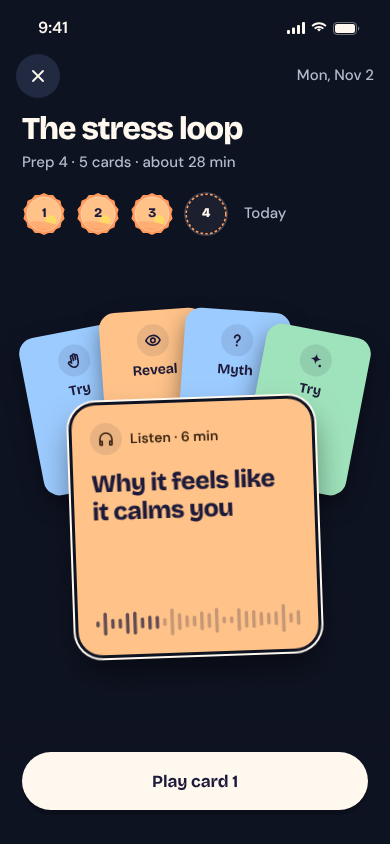 9:41
Mon, Nov 2
The stress loop
Prep 4 · 5 cards · about 28 min
1 2 3 4 Today
Try Reveal Myth Try
Listen · 6 min
Why it feels like
it calms you
Play card 1